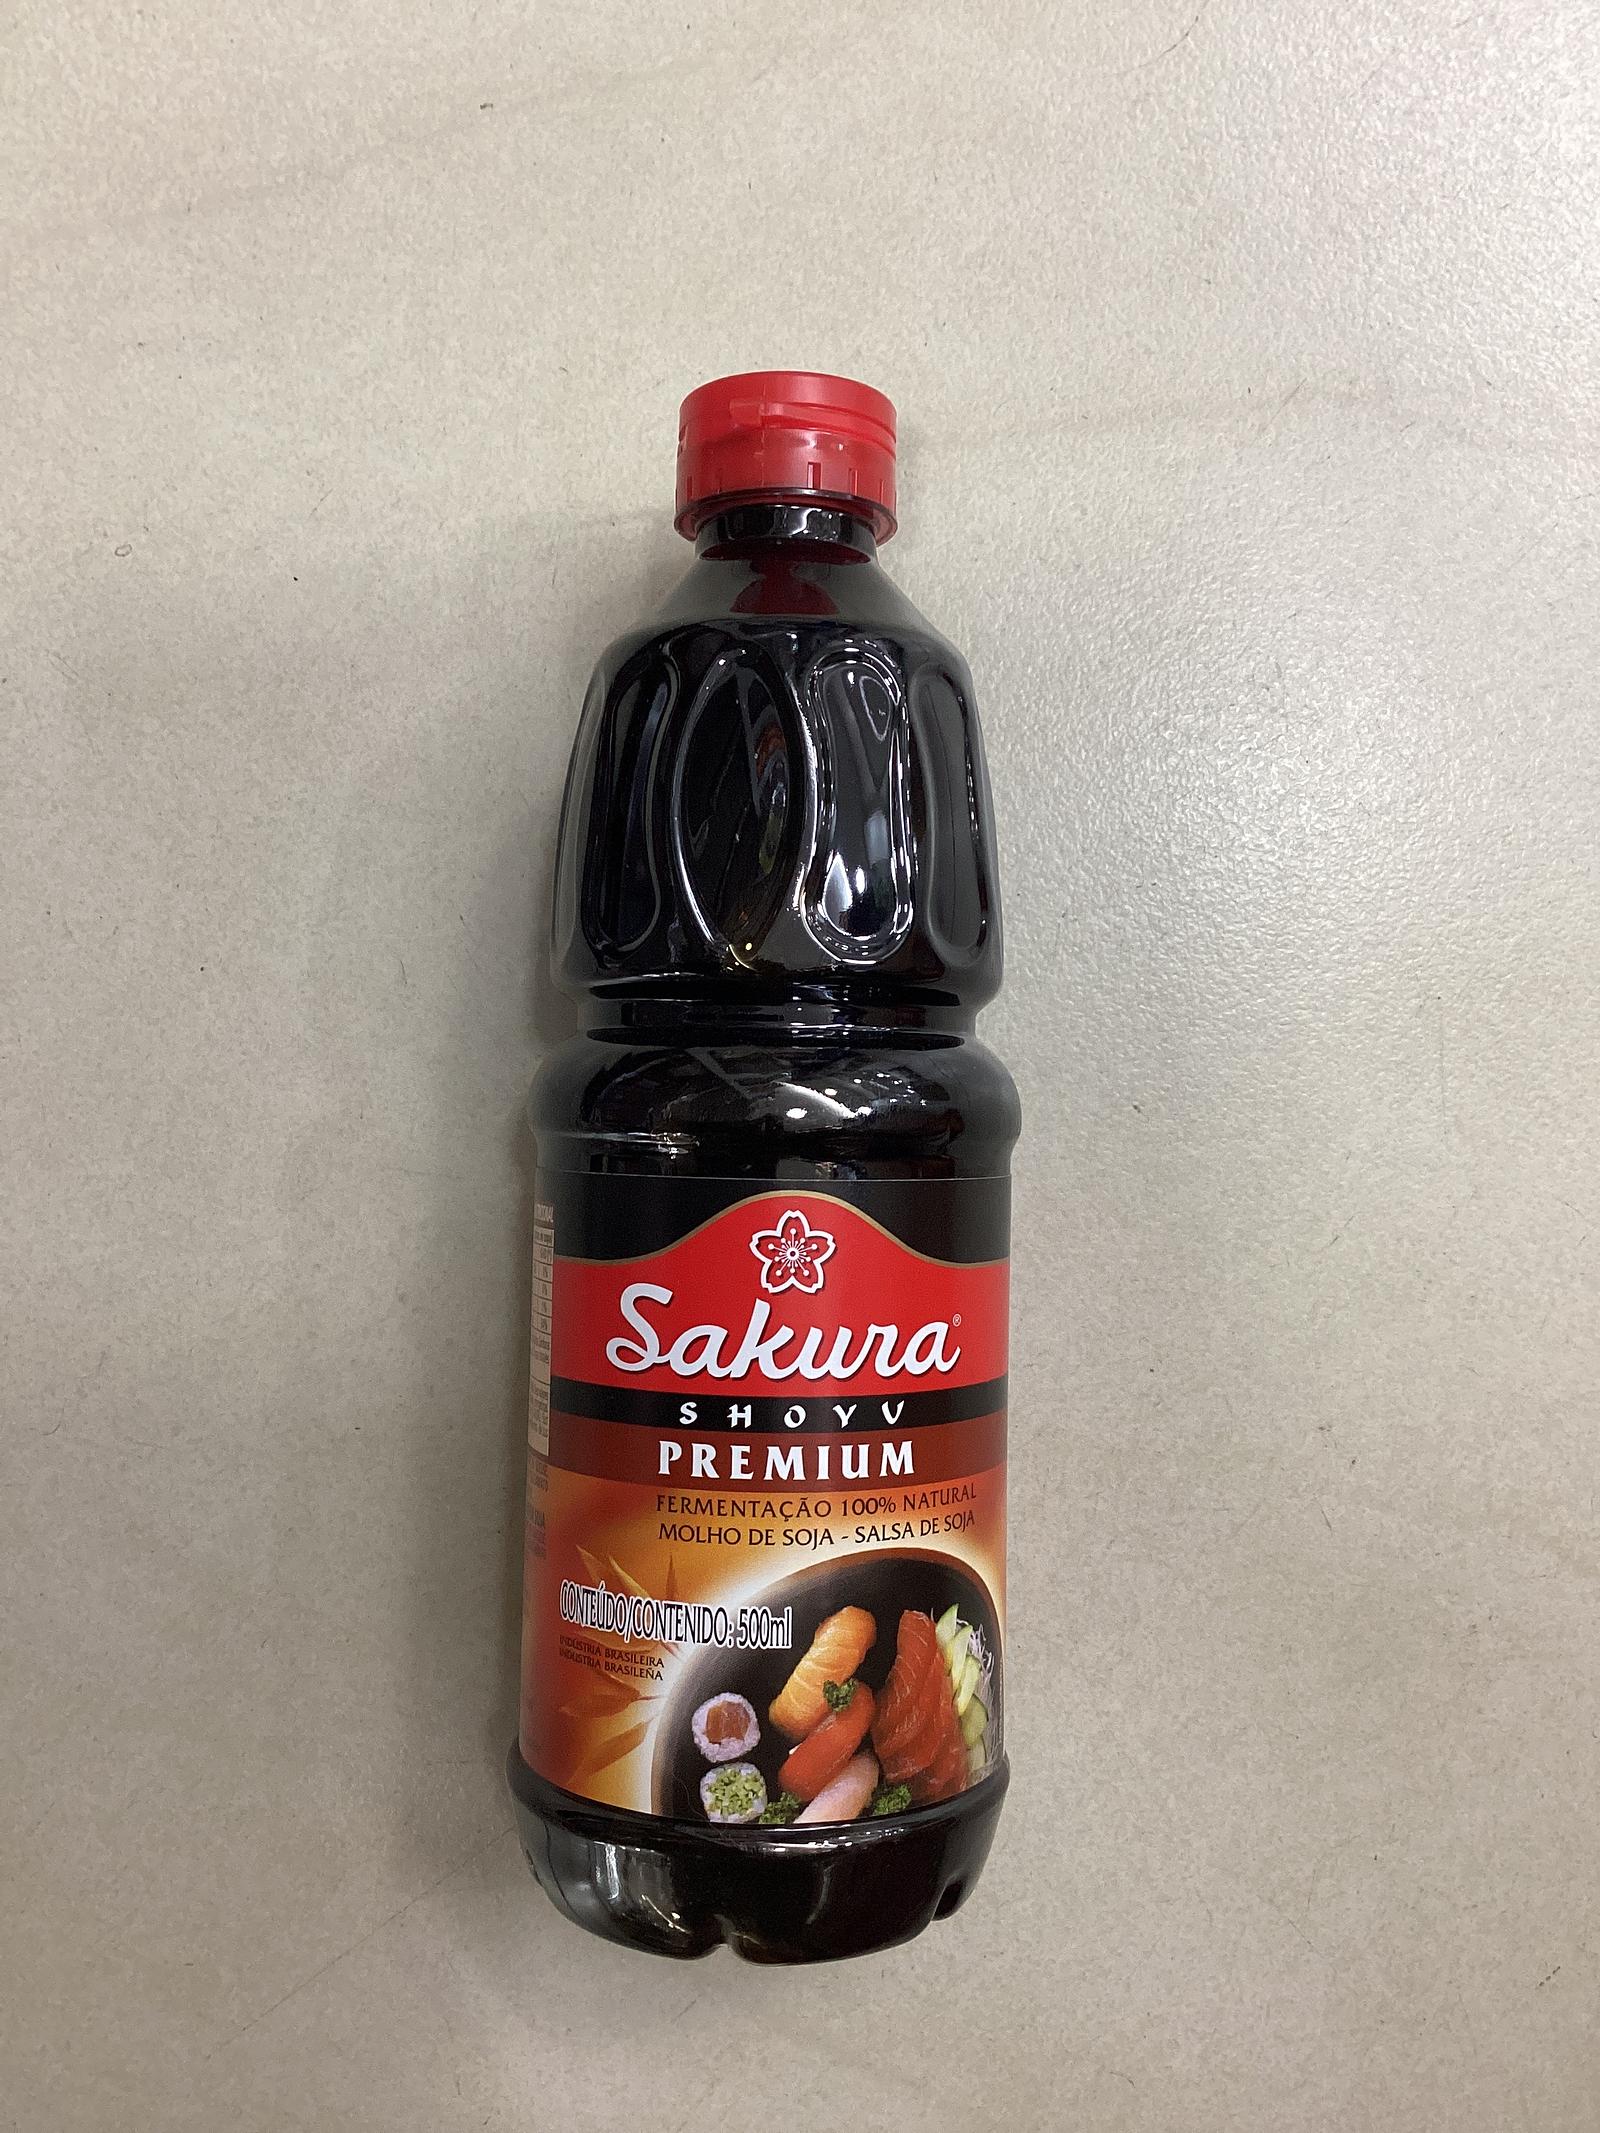 Sakura®
SHOYU
PREMIUM
FERMENTAÇÃO 100% NATURAL
MOLHO DE SOJA - SALSA DE SOJA
CONTEÚDO/CONTENIDO: 500ml
INDÚSTRIA BRASILEIRA
INDUSTRIA BRASILEÑA